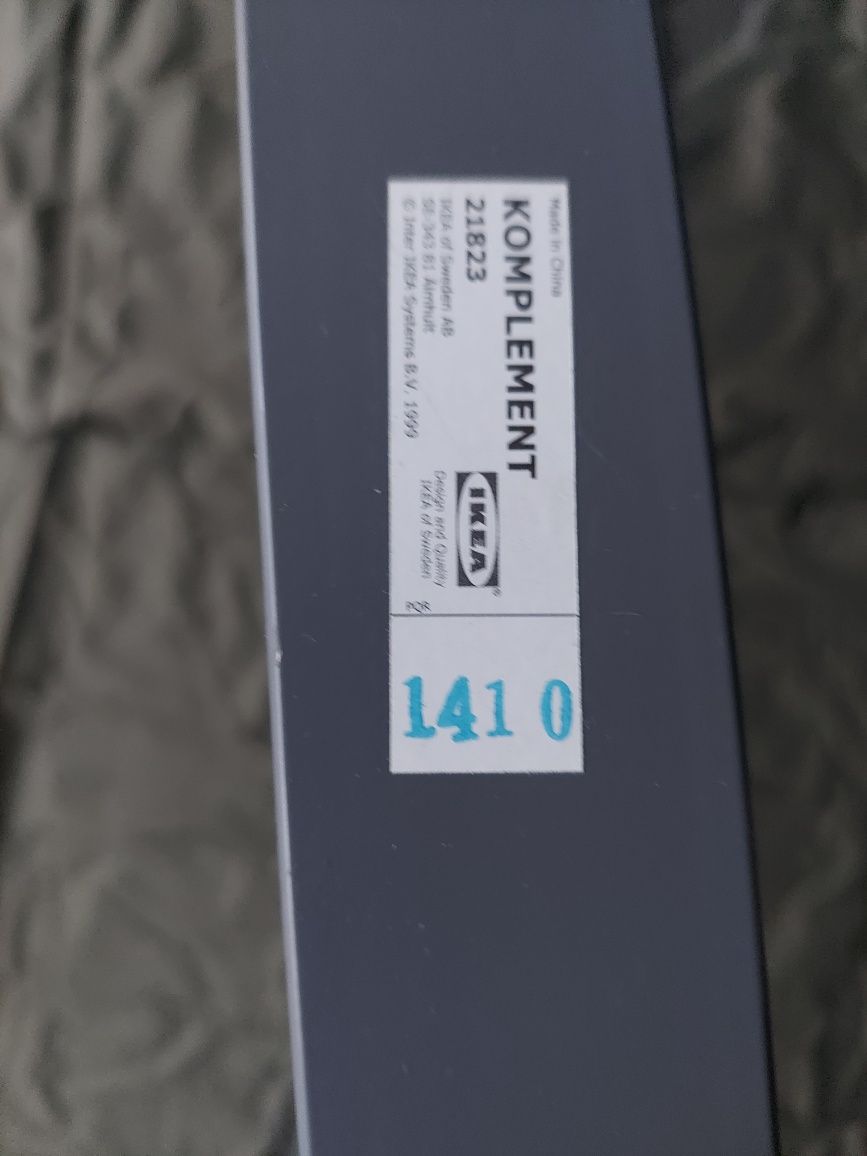 Made in China
KOMPLEMENT
21823
IKEA of Sweden AB
SE-343 81 Älmhult
© Inter IKEA Systems B.V. 1999
IKEA®
Design and Quality
IKEA of Sweden
PQR
1410